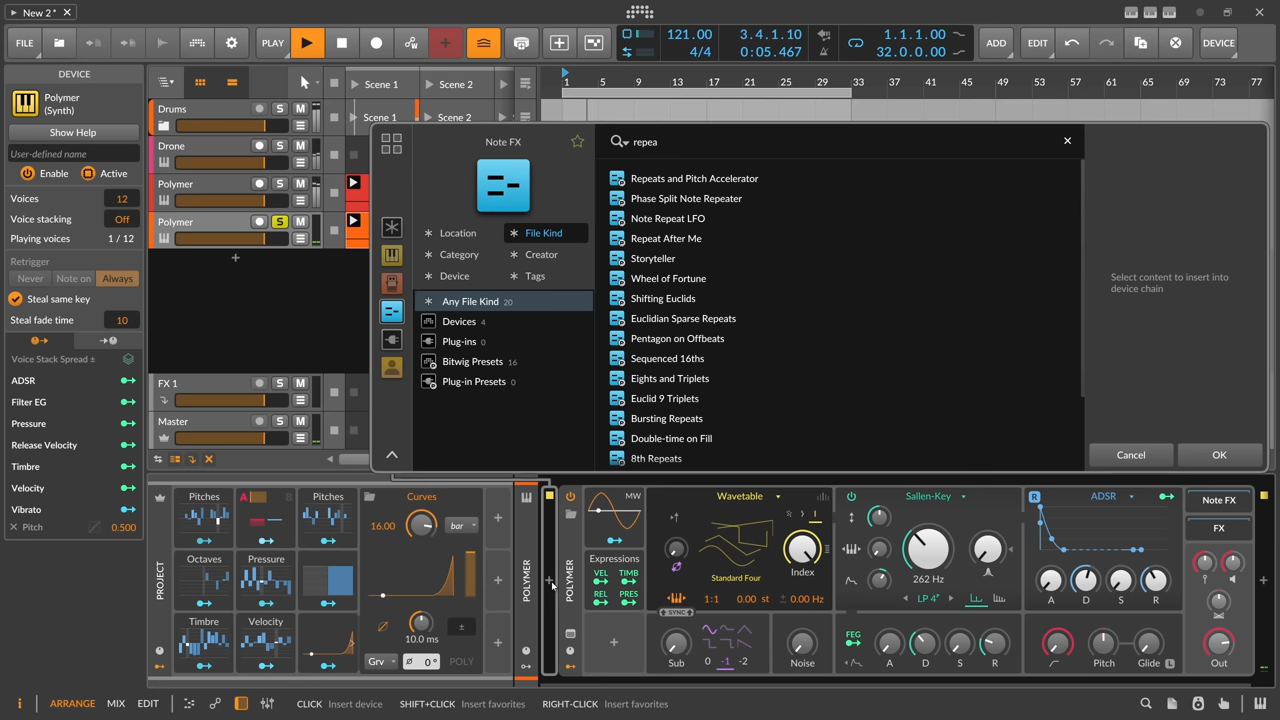 New 2*
FILE
PLAY
121.00
4/4
3.4.1.10
0:05.467
1.1.1.00
32.0.0.00
ADD
EDIT
DEVICE
DEVICE
Polymer
(Synth)
Show Help
User-defined name
Enable
Active
Voices
12
Voice stacking
Off
Playing voices
1 / 12
Retrigger
Never
Note on
Always
Steal same key
Steal fade time
10
Voice Stack Spread ±
ADSR
Filter EG
Pressure
Release Velocity
Timbre
Velocity
Vibrato
Pitch
0.500
Scene 1
Scene 2
1
5
9
13
17
21
25
29
33
37
41
45
49
53
57
61
65
69
73
77
Drums
S
M
Scene 1
Scene 2
Drone
S
M
Polymer
S
M
Polymer
S
M
+
FX 1
S
M
Master
S
M
Note FX
Location
File Kind
Category
Creator
Device
Tags
Any File Kind 20
Devices 4
Plug-ins 0
Bitwig Presets 16
Plug-in Presets 0
repea
Repeats and Pitch Accelerator
Phase Split Note Repeater
Note Repeat LFO
Repeat After Me
Storyteller
Wheel of Fortune
Shifting Euclids
Euclidian Sparse Repeats
Pentagon on Offbeats
Sequenced 16ths
Eights and Triplets
Euclid 9 Triplets
Bursting Repeats
Double-time on Fill
8th Repeats
Select content to insert into
device chain
Cancel
OK
PROJECT
Pitches
A
B
Pitches
Octaves
Pressure
Timbre
Velocity
Curves
16.00
bar
10.0 ms
±
Grv
ø 0°
POLY
POLYMER
POLYMER
MW
Expressions
VEL
TIMB
REL
PRES
Wavetable
Standard Four
Index
1:1
0.00 st
± 0.00 Hz
SYNC
Sub
0
-1
-2
Noise
Sallen-Key
262 Hz
LP 4
FEG
A
D
S
R
R
ADSR
A
D
S
R
Pitch
Glide
L
Note FX
FX
Out
i
ARRANGE
MIX
EDIT
CLICK Insert device
SHIFT+CLICK Insert favorites
RIGHT-CLICK Insert favorites